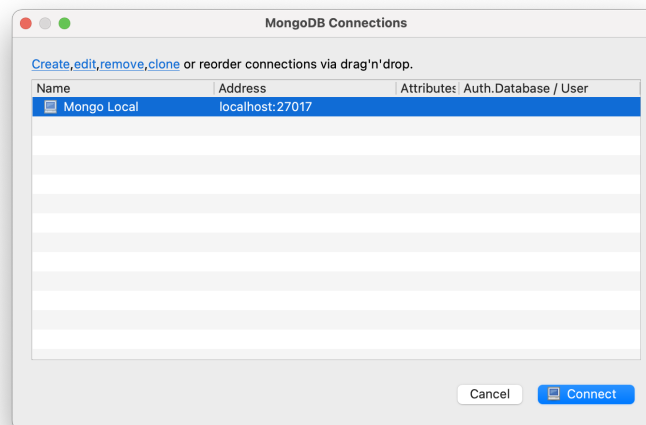 MongoDB Connections
Create,edit,remove,clone or reorder connections via drag'n'drop.
Name Address Attributes Auth.Database / User
Mongo Local localhost:27017
Cancel Connect